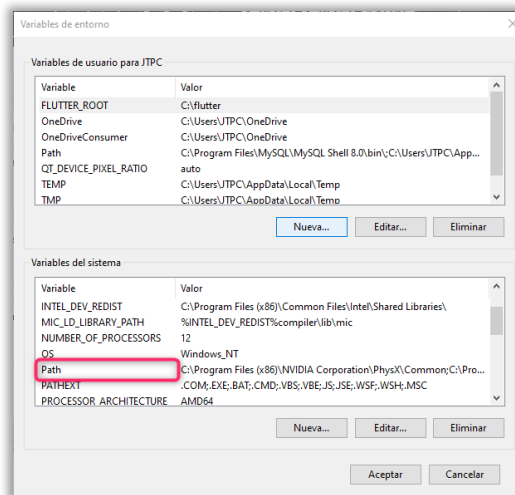 Variables de entorno
Variables de usuario para JTPC
Variable Valor
FLUTTER_ROOT C:\flutter
OneDrive C:\Users\JTPC\OneDrive
OneDriveConsumer C:\Users\JTPC\OneDrive
Path C:\Program Files\MySQL\MySQL Shell 8.0\bin\;C:\Users\JTPC\App...
QT_DEVICE_PIXEL_RATIO auto
TEMP C:\Users\JTPC\AppData\Local\Temp
TMP C:\Users\JTPC\AppData\Local\Temp
Nueva... Editar... Eliminar
Variables del sistema
Variable Valor
INTEL_DEV_REDIST C:\Program Files (x86)\Common Files\Intel\Shared Libraries\
MIC_LD_LIBRARY_PATH %INTEL_DEV_REDIST%compiler\lib\mic
NUMBER_OF_PROCESSORS 12
OS Windows_NT
Path C:\Program Files (x86)\NVIDIA Corporation\PhysX\Common;C:\Pro...
PATHEXT .COM;.EXE;.BAT;.CMD;.VBS;.VBE;.JS;.JSE;.WSF;.WSH;.MSC
PROCESSOR_ARCHITECTURE AMD64
Nueva... Editar... Eliminar
Aceptar Cancelar